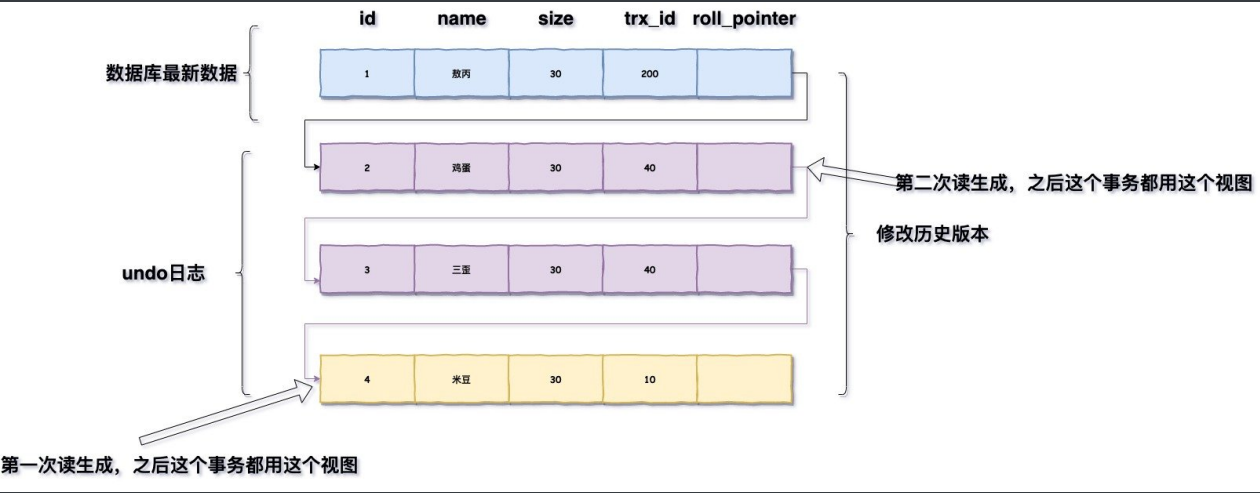 id name size trx_id roll_pointer
数据库最新数据
1 敖丙 30 200
2 鸡蛋 30 40
第二次读生成，之后这个事务都用这个视图
修改历史版本
undo日志
3 三歪 30 40
4 米豆 30 10
第一次读生成，之后这个事务都用这个视图